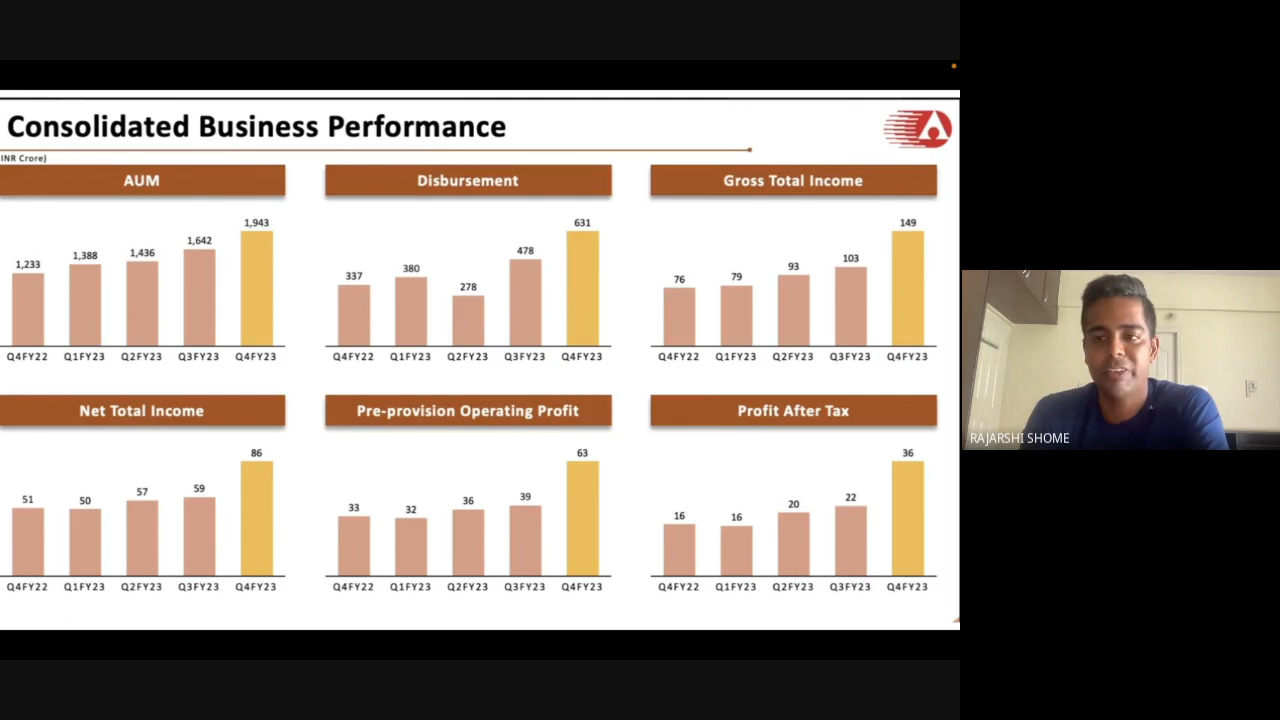 Consolidated Business Performance
INR Crore)
AUM
1,233 1,388 1,436 1,642 1,943
Q4FY22 Q1FY23 Q2FY23 Q3FY23 Q4FY23
Disbursement
337 380 278 478 631
Q4FY22 Q1FY23 Q2FY23 Q3FY23 Q4FY23
Gross Total Income
76 79 93 103 149
Q4FY22 Q1FY23 Q2FY23 Q3FY23 Q4FY23
Net Total Income
51 50 57 59 86
Q4FY22 Q1FY23 Q2FY23 Q3FY23 Q4FY23
Pre-provision Operating Profit
33 32 36 39 63
Q4FY22 Q1FY23 Q2FY23 Q3FY23 Q4FY23
Profit After Tax
16 16 20 22 36
Q4FY22 Q1FY23 Q2FY23 Q3FY23 Q4FY23
RAJARSHI SHOME